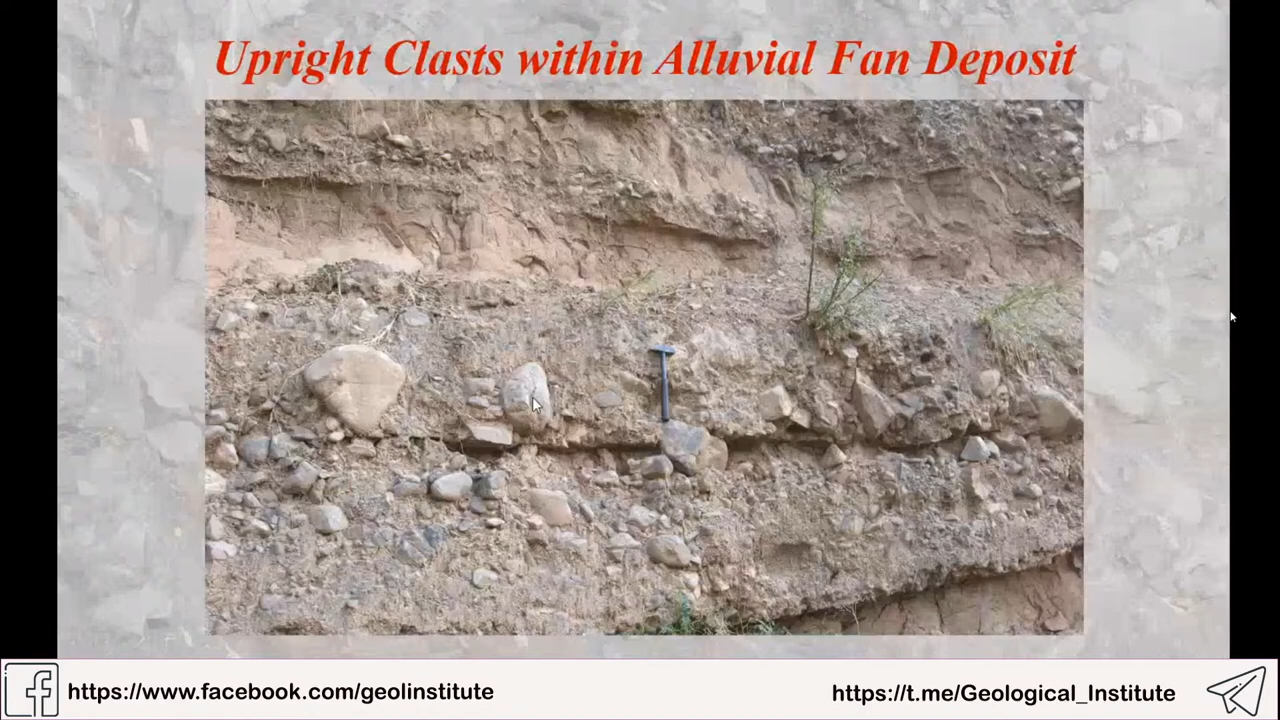 Upright Clasts within Alluvial Fan Deposit
https://www.facebook.com/geolinstitute
https://t.me/Geological_Institute